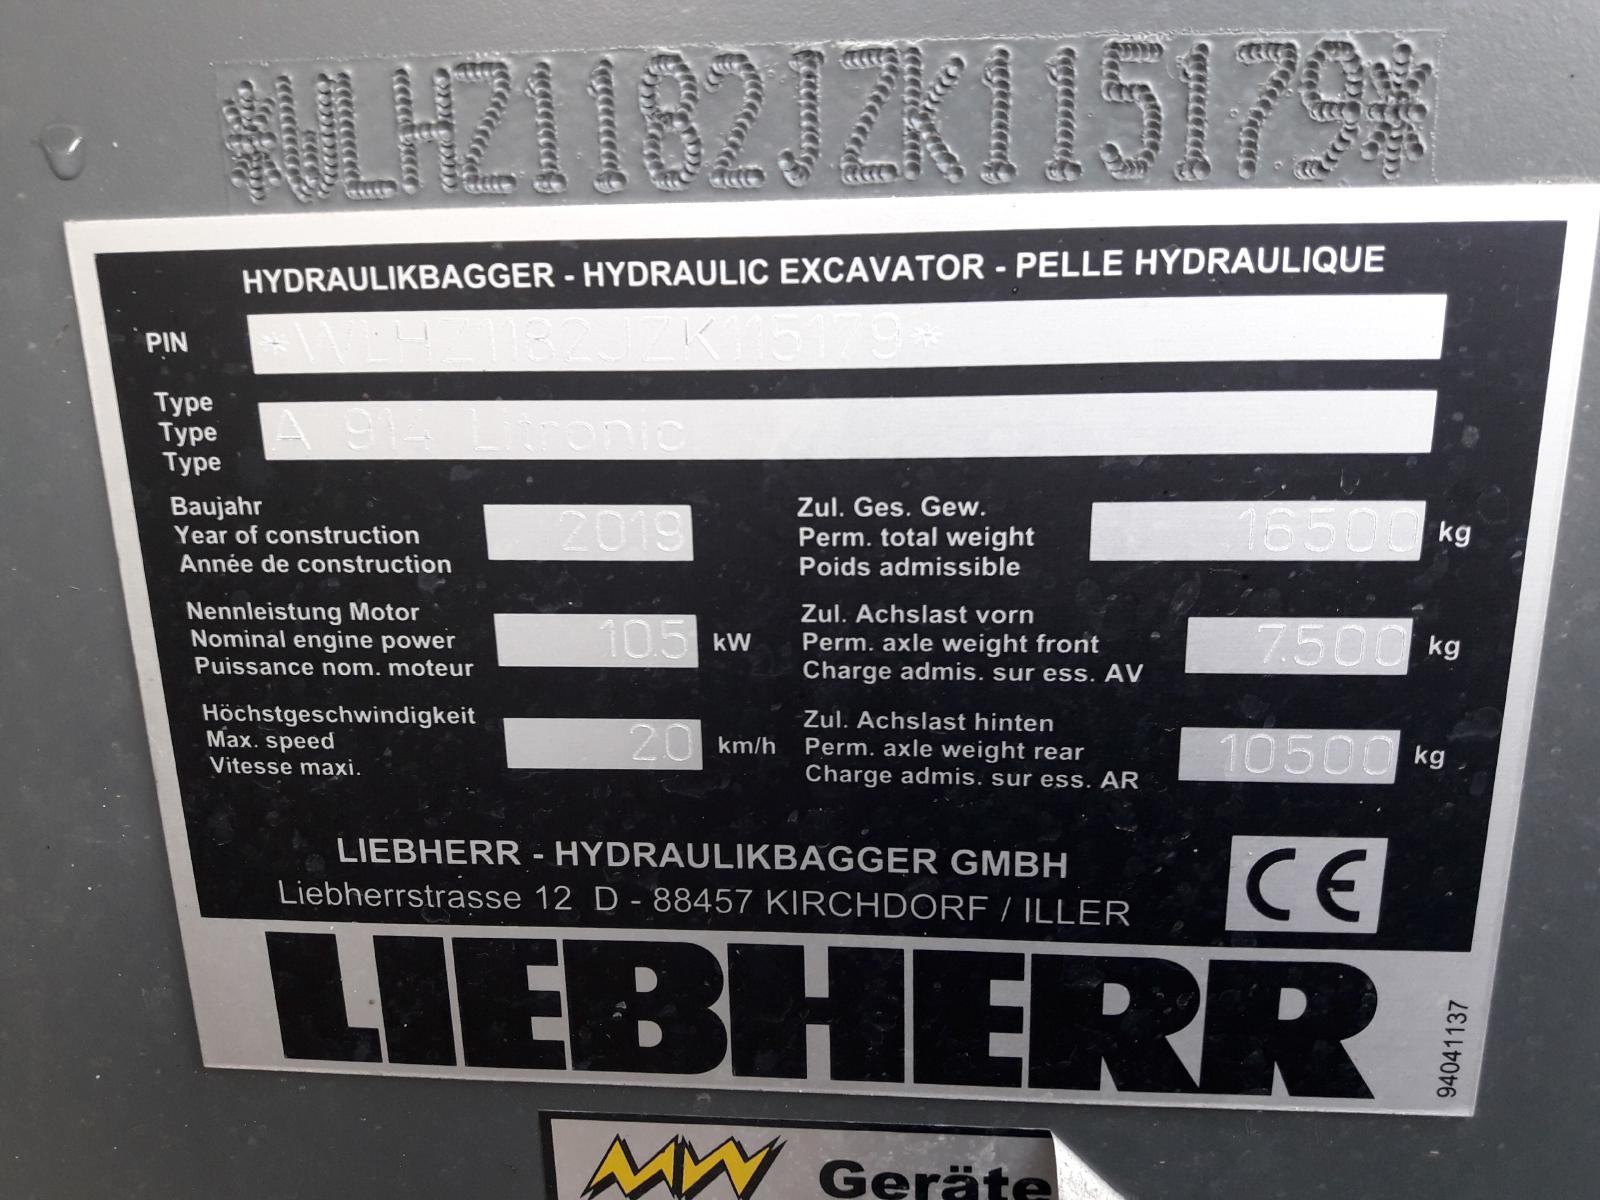 *WLHZ1182JZK115179*
HYDRAULIKBAGGER - HYDRAULIC EXCAVATOR - PELLE HYDRAULIQUE
PIN *WLHZ1182JZK115179*
Type
Type A 914 Litronic
Type
Baujahr
Year of construction 2019
Année de construction
Zul. Ges. Gew.
Perm. total weight 16500 kg
Poids admissible
Nennleistung Motor
Nominal engine power 105 kW
Puissance nom. moteur
Zul. Achslast vorn
Perm. axle weight front 7.500 kg
Charge admis. sur ess. AV
Höchstgeschwindigkeit
Max. speed 20 km/h
Vitesse maxi.
Zul. Achslast hinten
Perm. axle weight rear 10500 kg
Charge admis. sur ess. AR
LIEBHERR - HYDRAULIKBAGGER GMBH
Liebherrstrasse 12 D - 88457 KIRCHDORF / ILLER
CE
LIEBHERR
94041137
MW Geräte